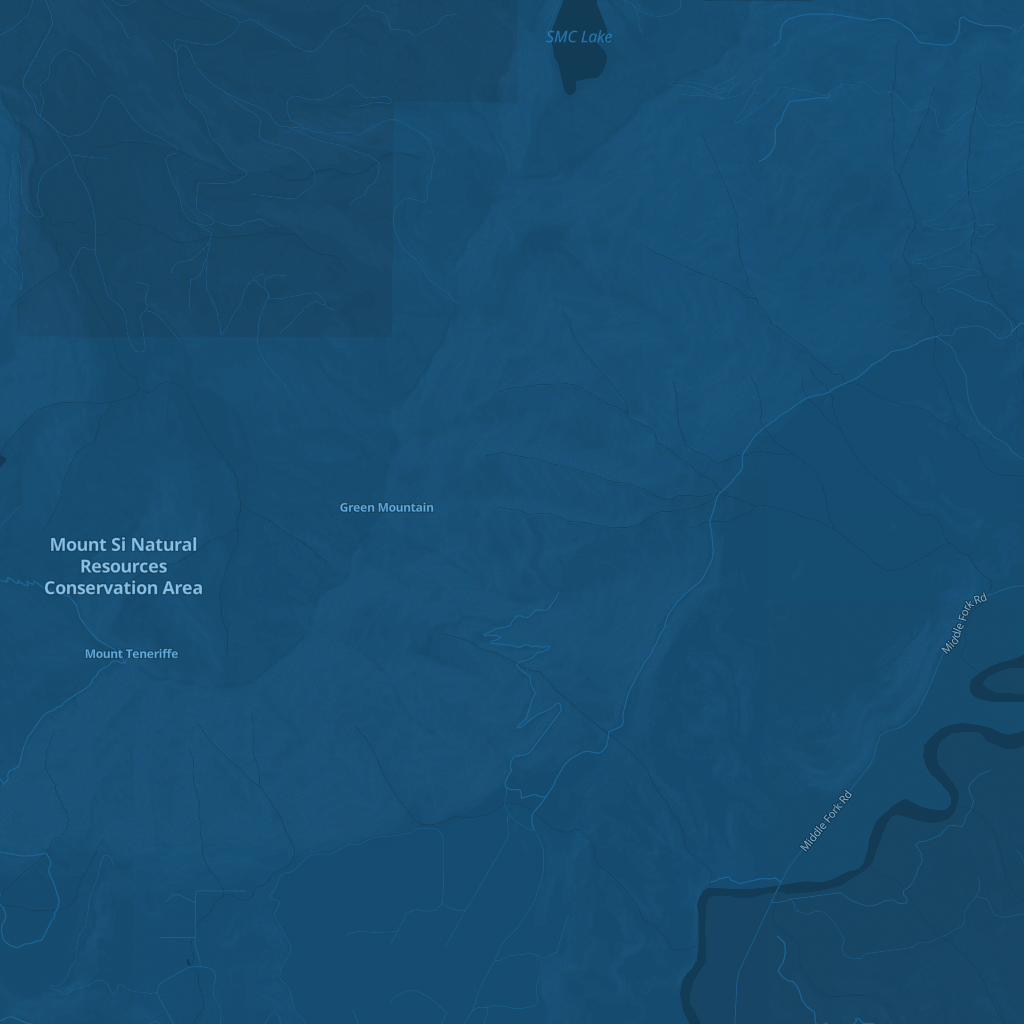 SMC Lake
Green Mountain
Mount Si Natural
Resources
Conservation Area
Middle Fork Rd
Mount Teneriffe
Middle Fork Rd